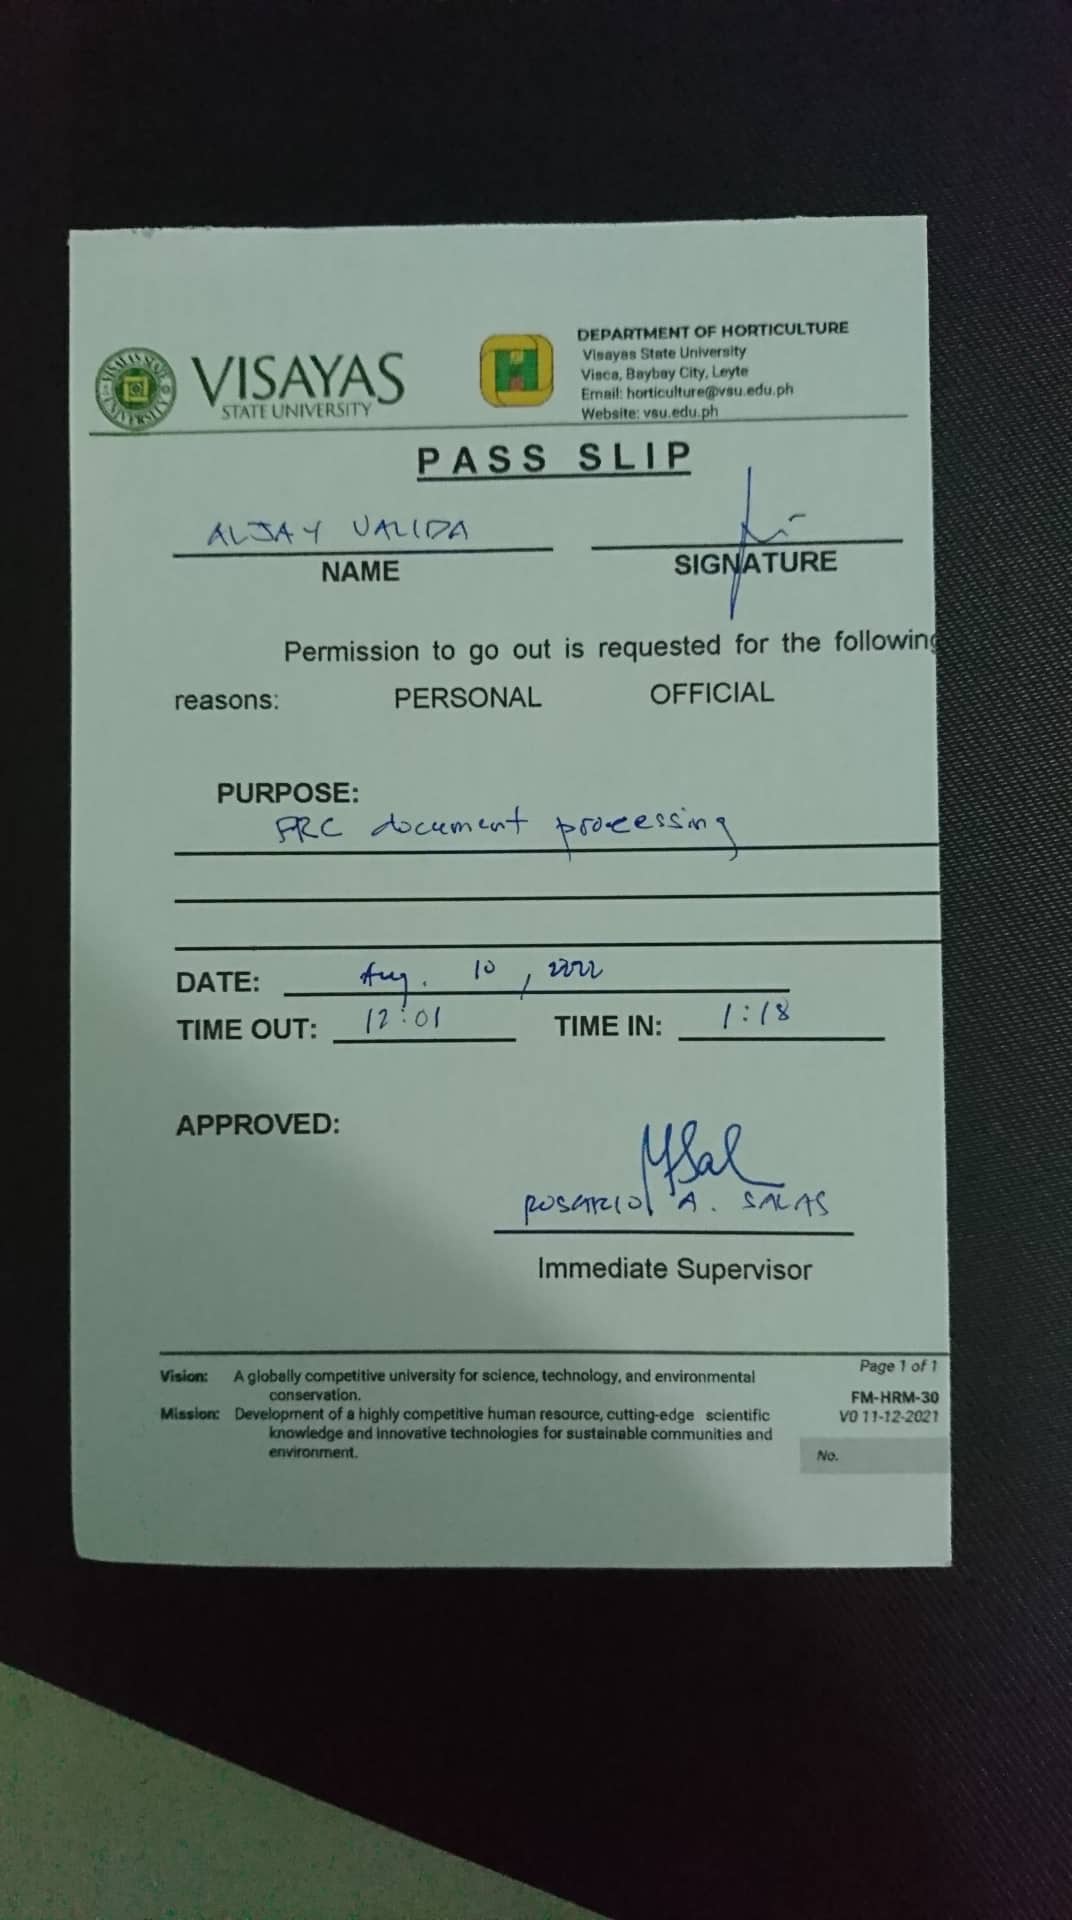 VISAYAS
STATE UNIVERSITY
VISAYAS STATE
UNIVERSITY
H
DEPARTMENT OF HORTICULTURE
Visayas State University
Visca, Baybay City, Leyte
Email: horticulture@vsu.edu.ph
Website: vsu.edu.ph
PASS SLIP
ALJAY VALIDA
NAME SIGNATURE
Permission to go out is requested for the following
reasons: PERSONAL OFFICIAL
PURPOSE:
PRC document processing
DATE: Aug. 10, 2022
TIME OUT: 12:01 TIME IN: 1:18
APPROVED:
ROSARIO A. SALAS
Immediate Supervisor
Vision: A globally competitive university for science, technology, and environmental
conservation.
Mission: Development of a highly competitive human resource, cutting-edge scientific
knowledge and innovative technologies for sustainable communities and
environment.
Page 1 of 1
FM-HRM-30
V0 11-12-2021
No.